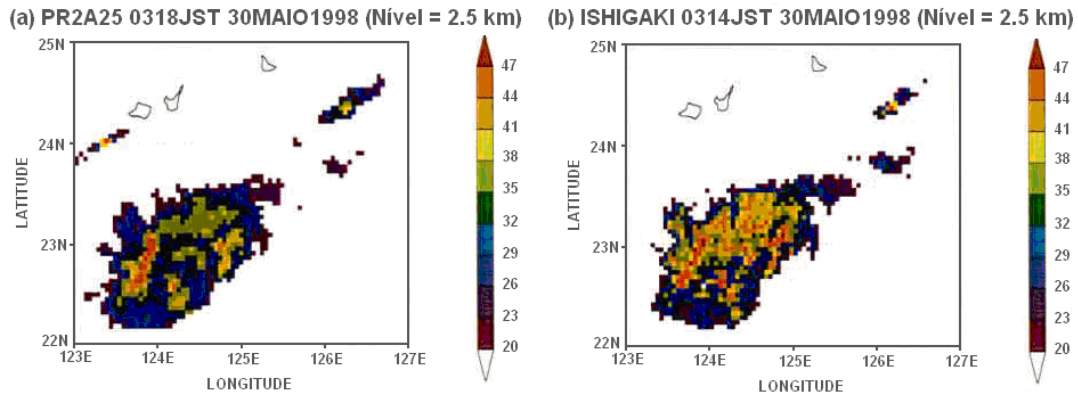 (a) PR2A25 0318JST 30MAIO1998 (Nível = 2.5 km)
25N
24N
23N
22N
LATITUDE
123E 124E 125E 126E 127E
LONGITUDE
47
44
41
38
35
32
29
26
23
20
(b) ISHIGAKI 0314JST 30MAIO1998 (Nível = 2.5 km)
25N
24N
23N
22N
LATITUDE
123E 124E 125E 126E 127E
LONGITUDE
47
44
41
38
35
32
29
36
23
20